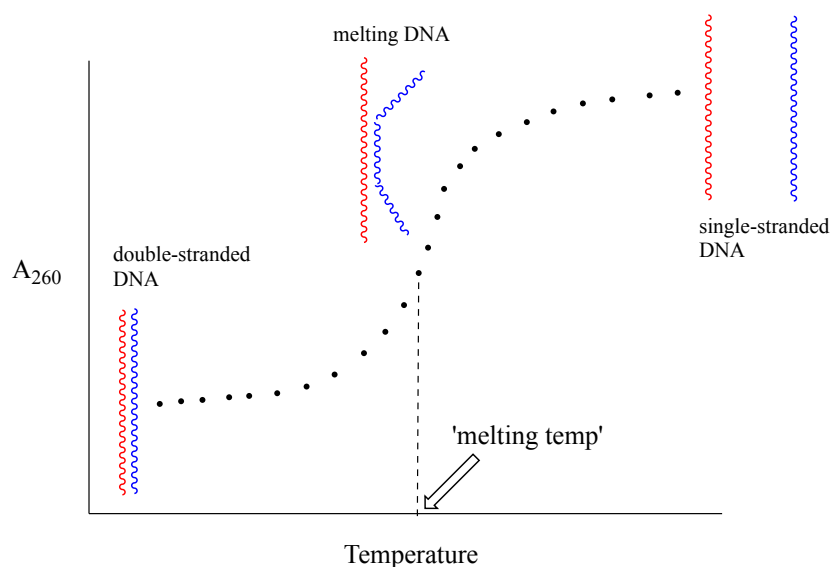 melting DNA
single-stranded
DNA
double-stranded
DNA
A260
'melting temp'
Temperature